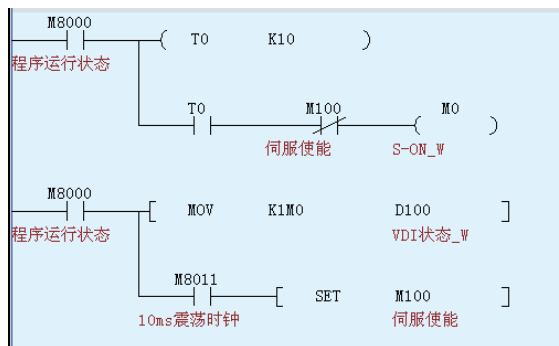 M8000
( T0 K10 )
程序运行状态
T0 M100 ( M0 )
伺服使能 S-ON_W
M8000
[ MOV K1M0 D100 ]
程序运行状态 VDI状态_W
M8011
[ SET M100 ]
10ms震荡时钟 伺服使能